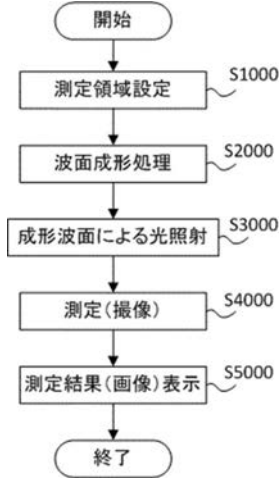 開始
S1000
測定領域設定
S2000
波面成形処理
S3000
成形波面による光照射
S4000
測定(撮像)
S5000
測定結果(画像)表示
終了